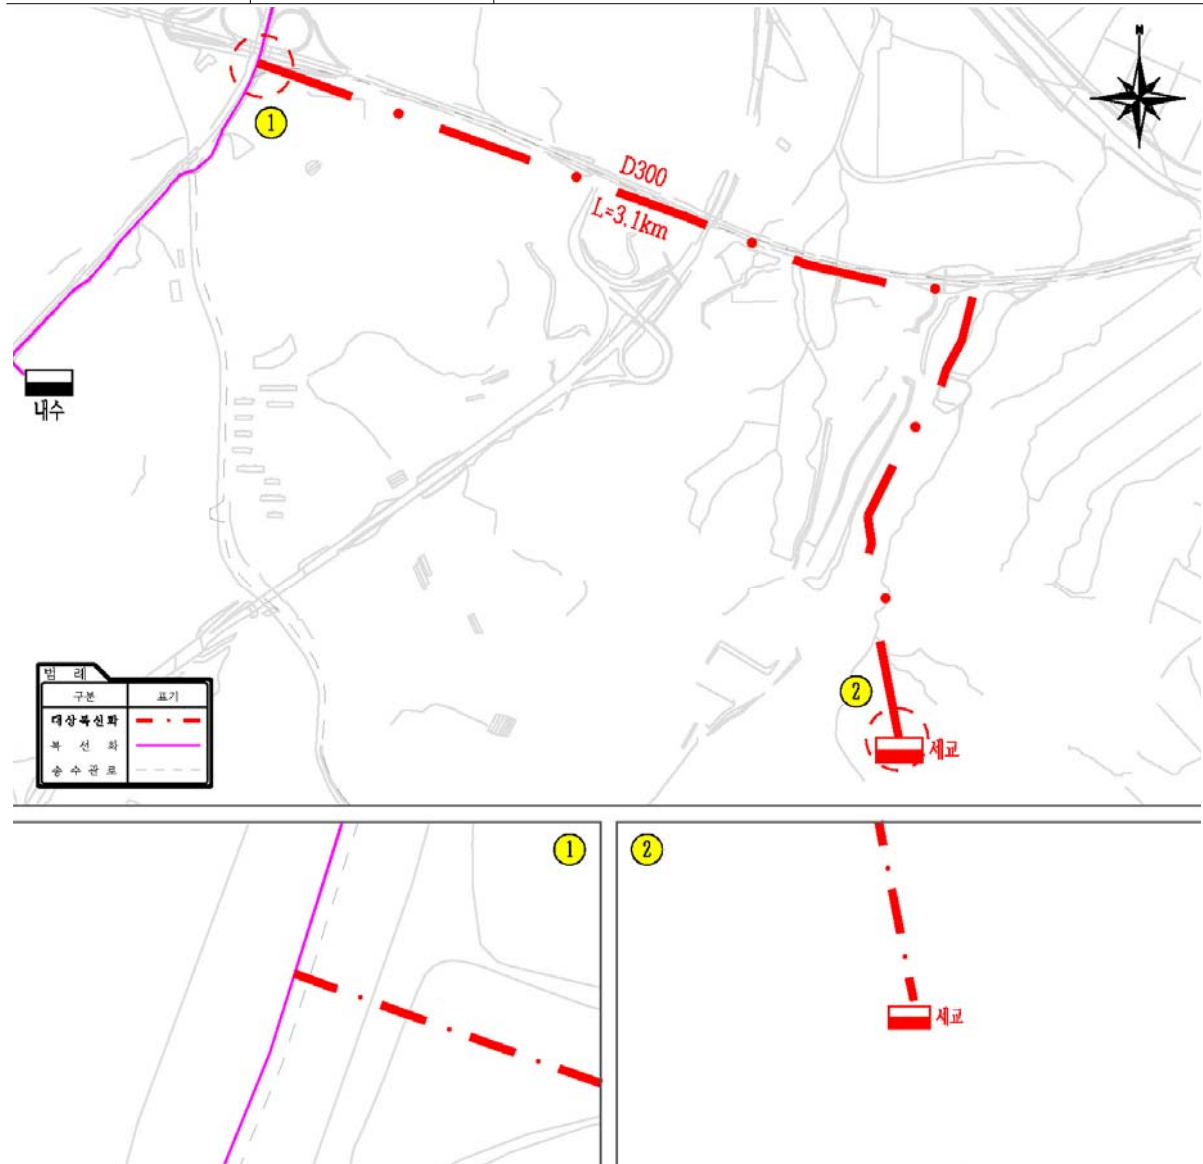 N
1
D300
L=3.1km
내수
범 례
구분 표기
대상복선화
복 선 화
송 수 관 로
2
세교
1
2
세교